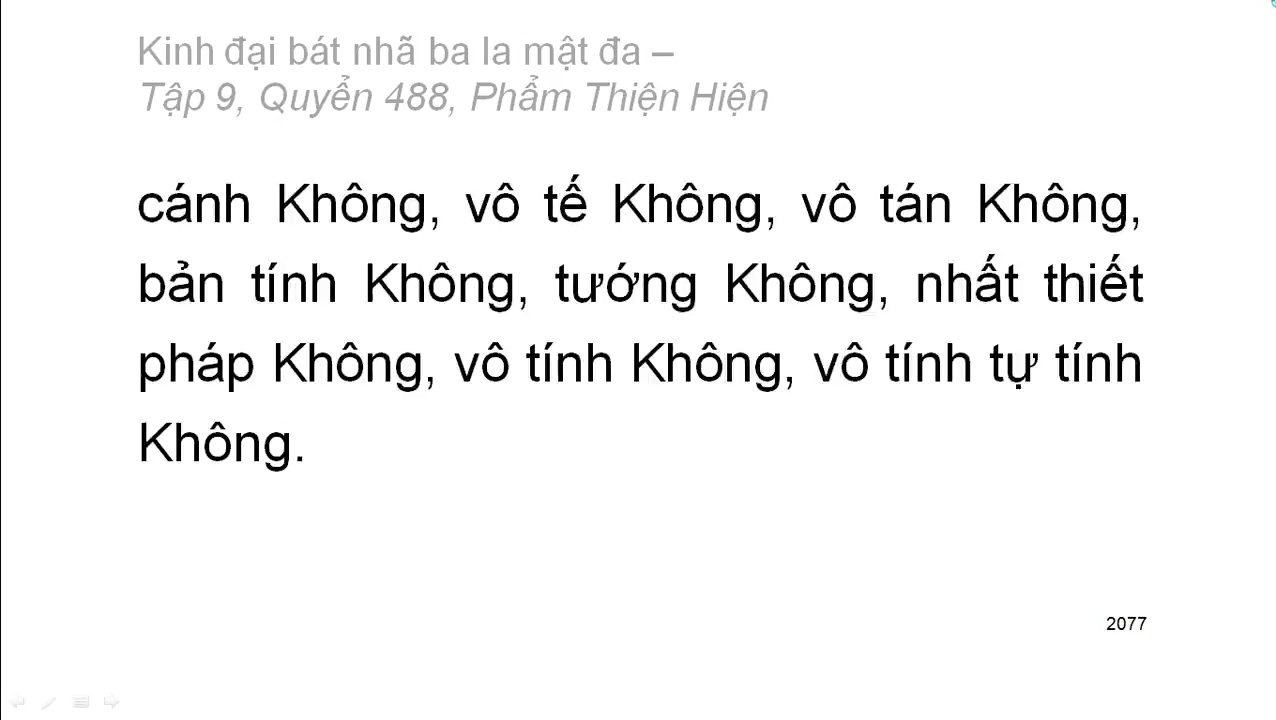 Kinh đại bát nhã ba la mật đa –
Tập 9, Quyển 488, Phẩm Thiện Hiện
cánh Không, vô tế Không, vô tán Không,
bản tính Không, tướng Không, nhất thiết
pháp Không, vô tính Không, vô tính tự tính
Không.
2077